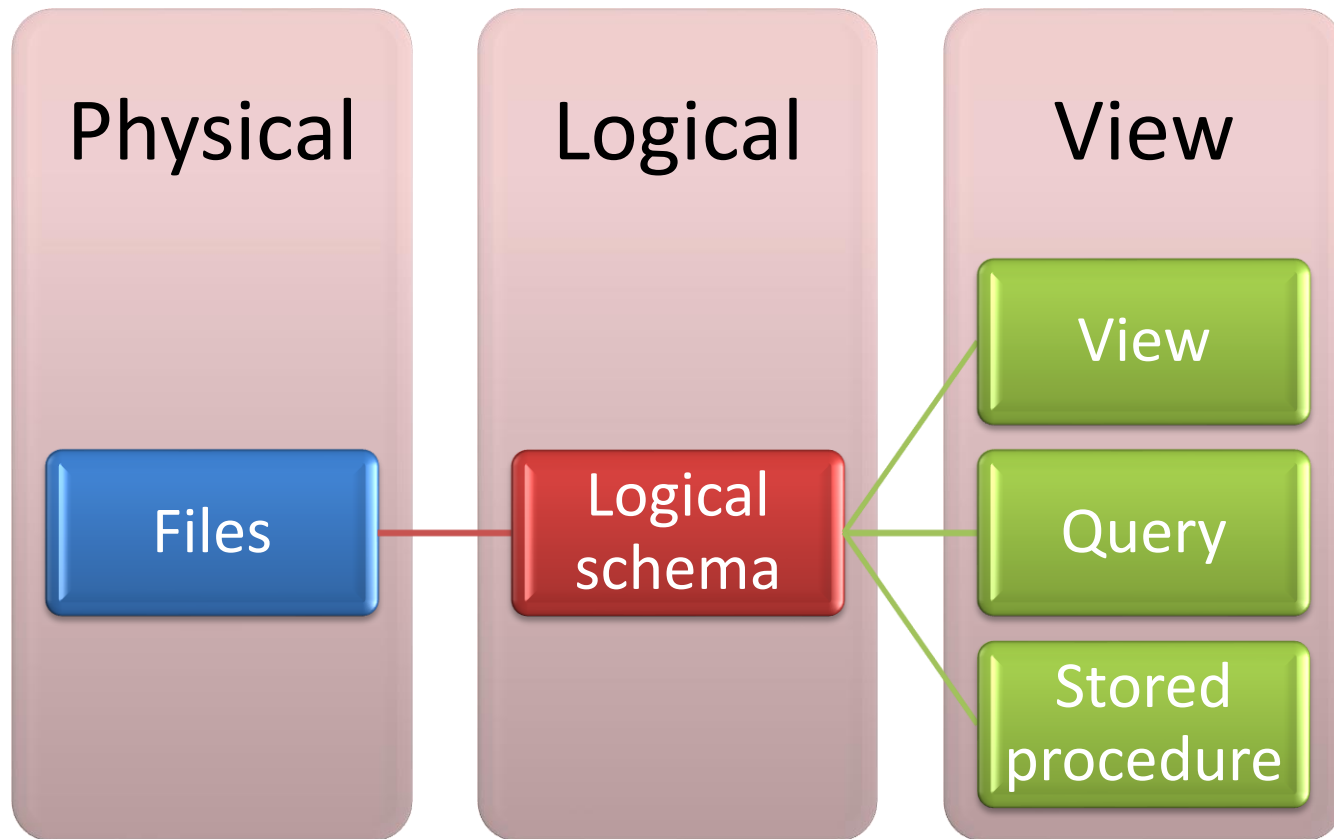 Physical
Logical
View
Files
Logical
schema
View
Query
Stored
procedure